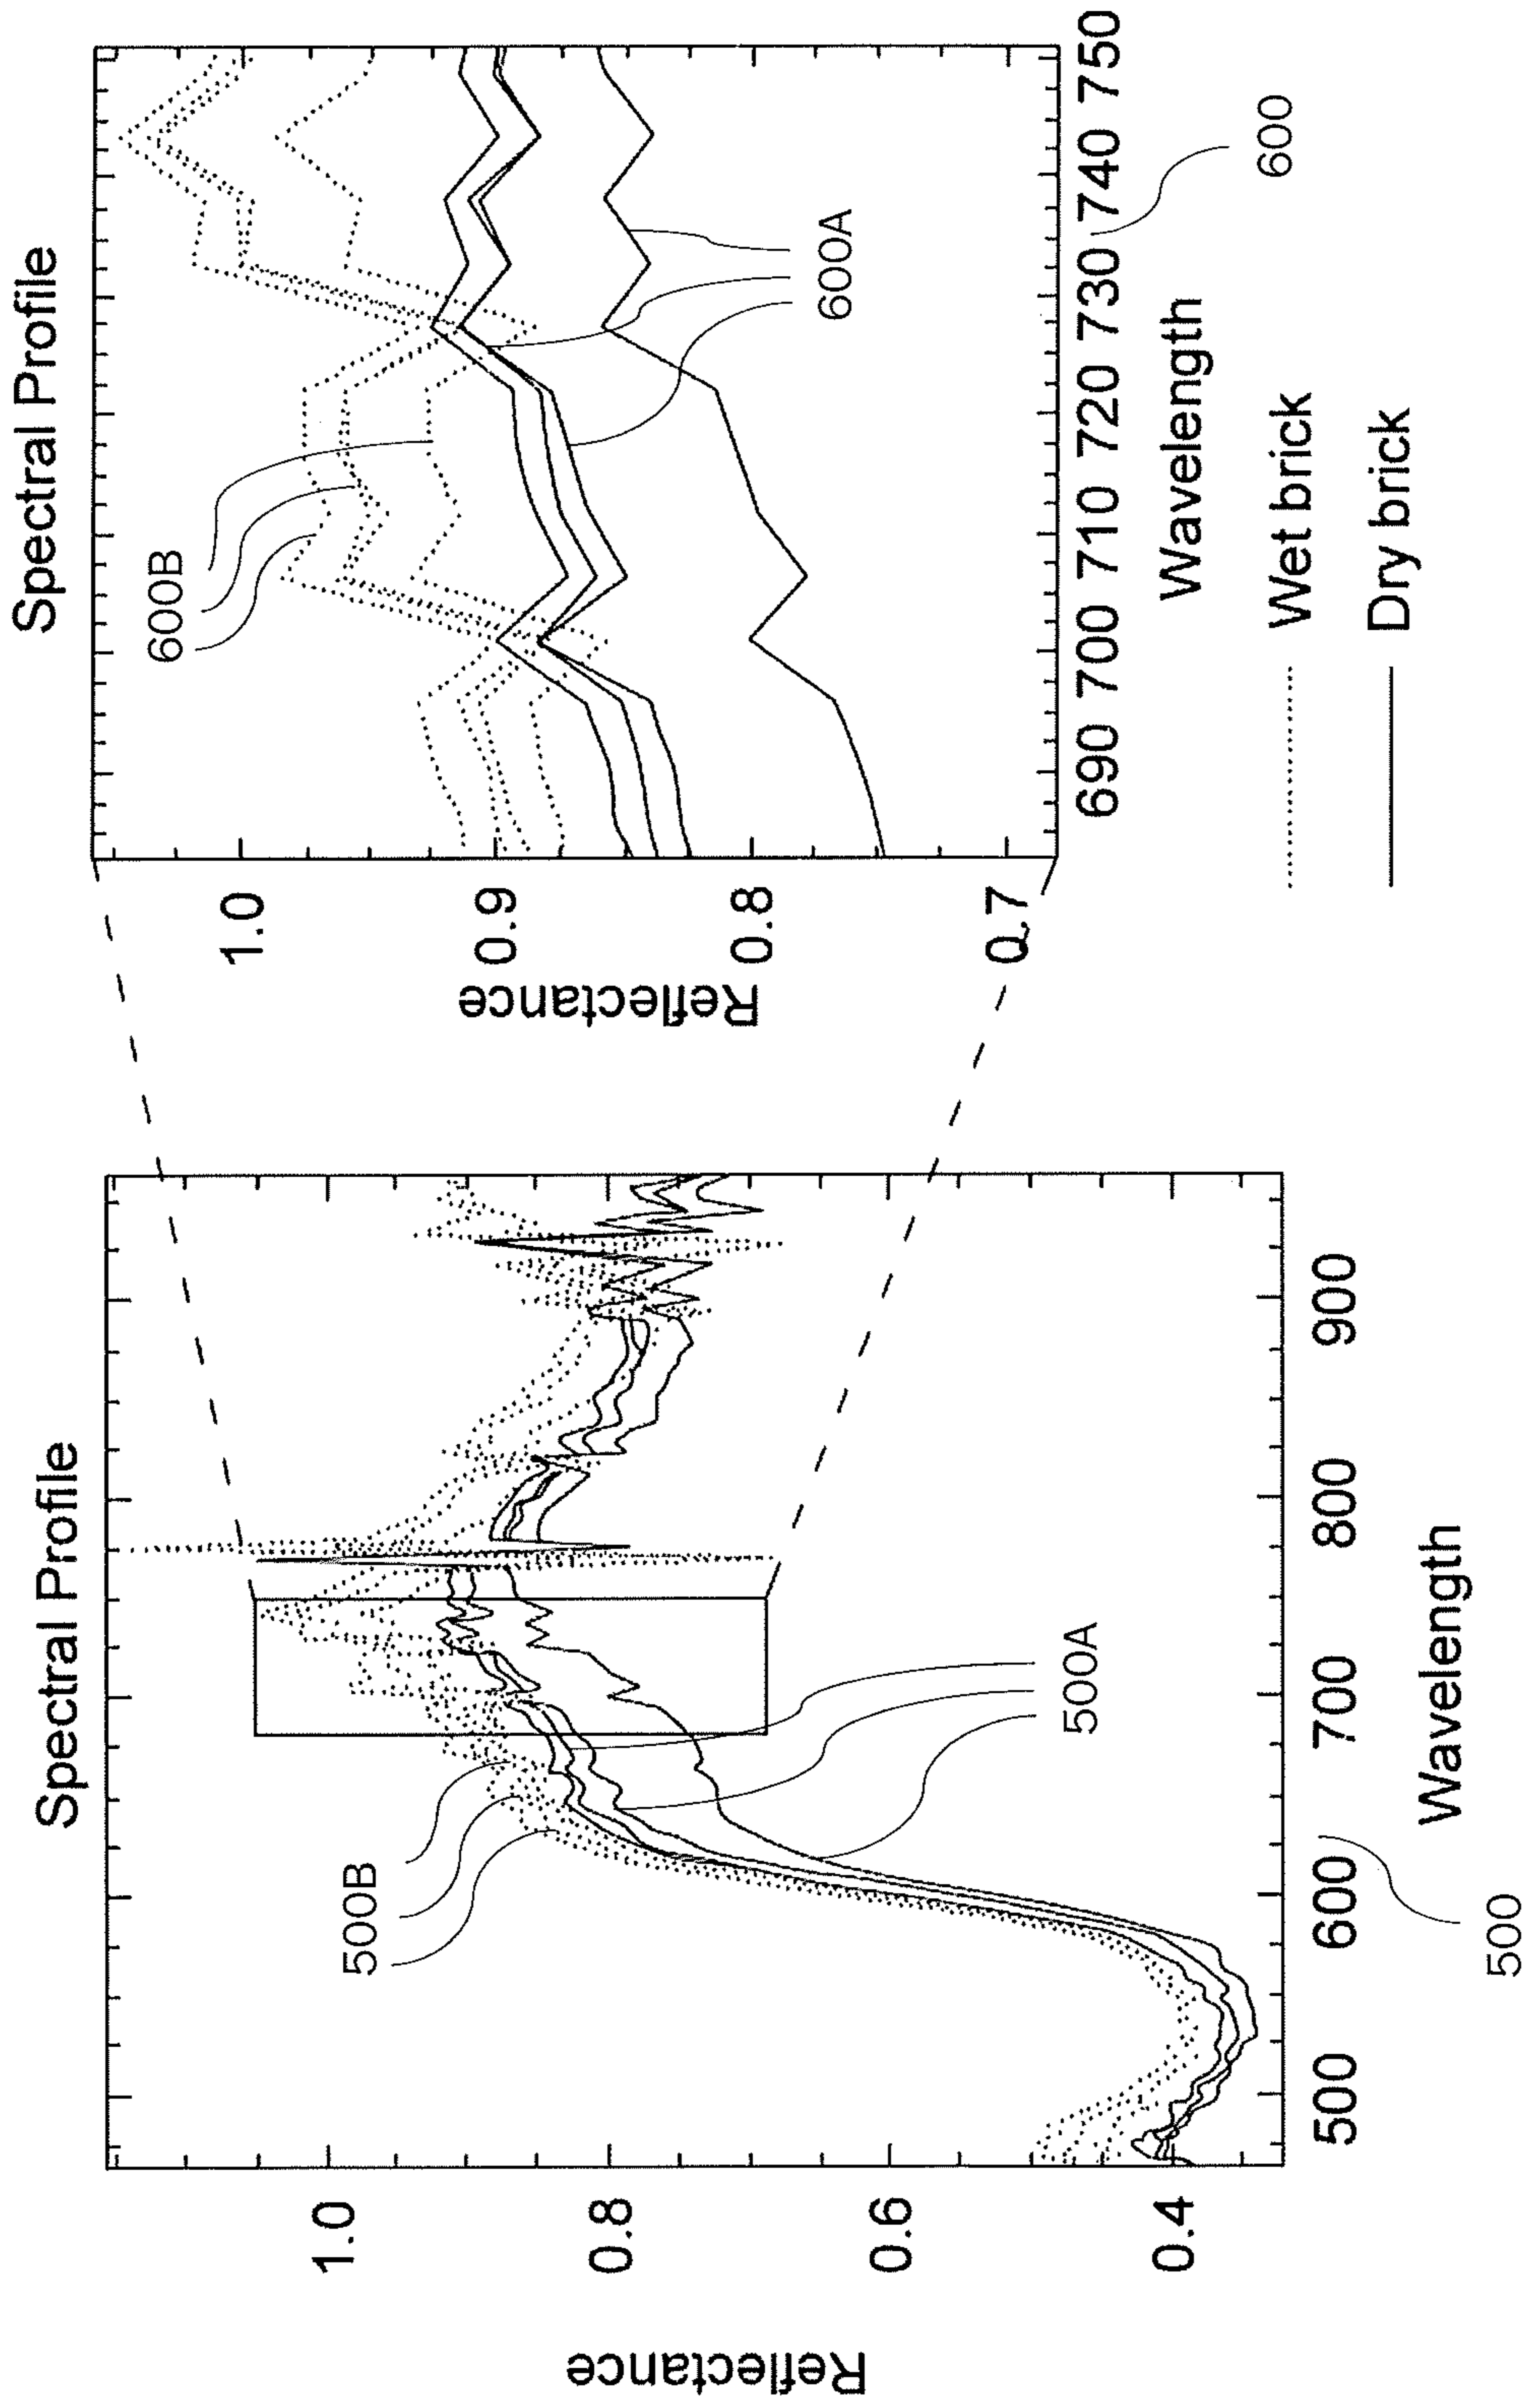 Spectral Profile
Reflectance
1.0
0.8
0.6
0.4
500
600
700
800
900
Wavelength
500B
500A
500
Spectral Profile
Reflectance
1.0
0.9
0.8
0.7
690
700
710
720
730
740
750
Wavelength
600B
600A
600
Wet brick
Dry brick